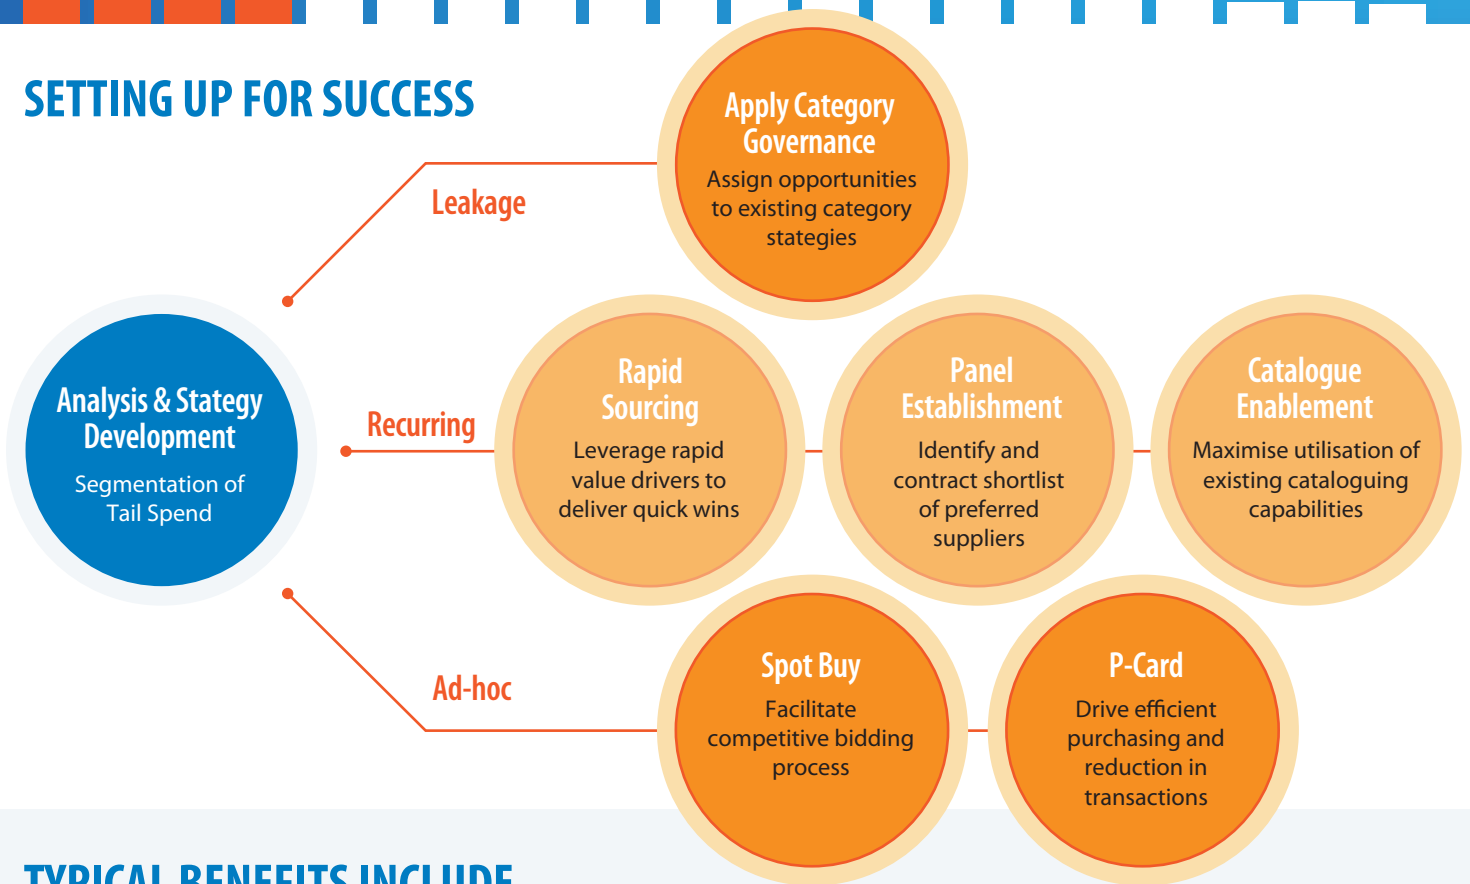 SETTING UP FOR SUCCESS
Apply Category
Governance
Assign opportunities
to existing category
stategies
Leakage
Analysis & Stategy
Development
Segmentation of
Tail Spend
Recurring
Rapid
Sourcing
Leverage rapid
value drivers to
deliver quick wins
Panel
Establishment
Identify and
contract shortlist
of preferred
suppliers
Catalogue
Enablement
Maximise utilisation of
existing cataloguing
capabilities
Ad-hoc
Spot Buy
Facilitate
competitive bidding
process
P-Card
Drive efficient
purchasing and
reduction in
transactions
TYPICAL BENEFITS INCLUDE